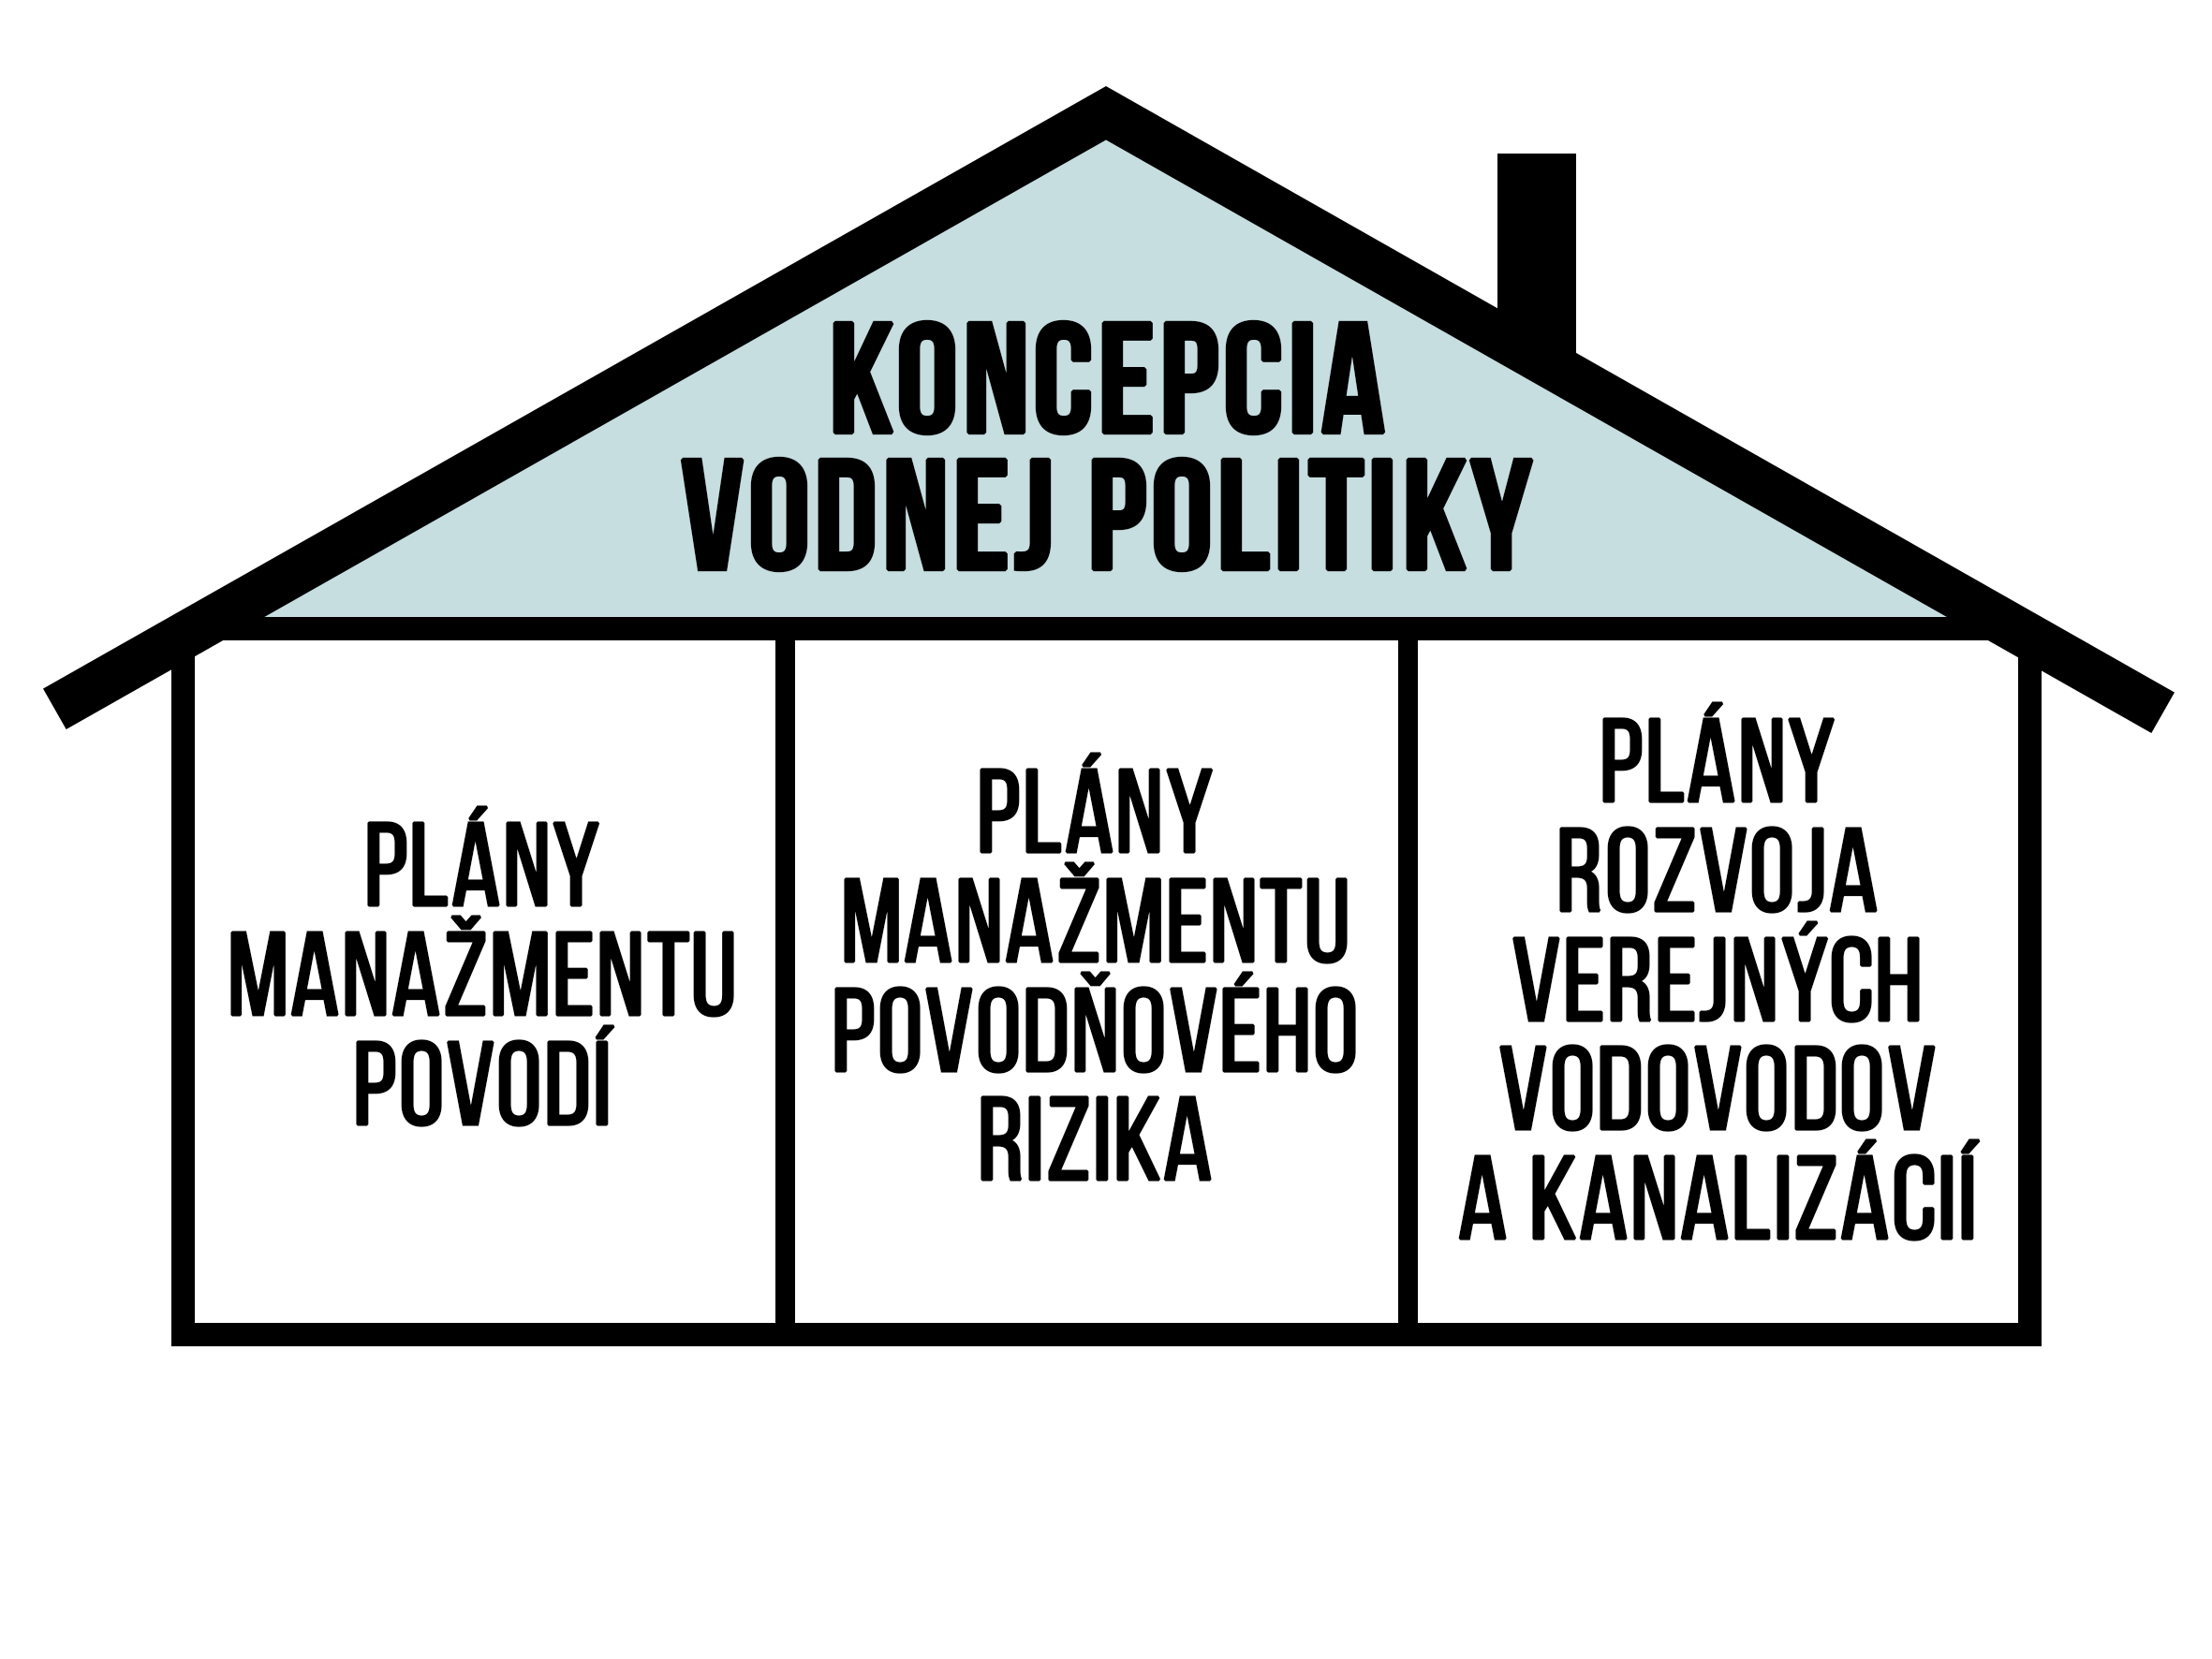 KONCEPCIA
VODNEJ POLITIKY
PLÁNY
MANAŽMENTU
POVODÍ
PLÁNY
MANAŽMENTU
POVODŇOVÉHO
RIZIKA
PLÁNY
ROZVOJA
VEREJNÝCH
VODOVODOV
A KANALIZÁCIÍ